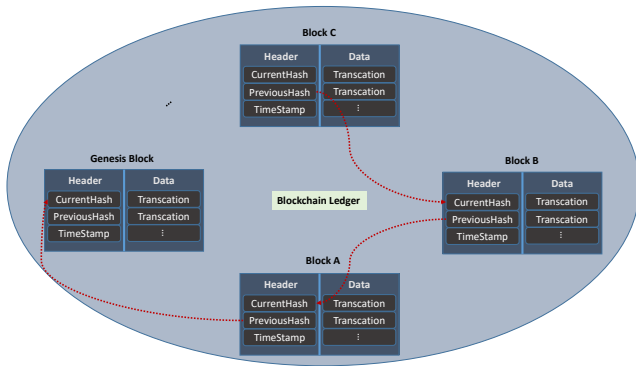 Block C
Header Data
CurrentHash Transcation
PreviousHash Transcation
TimeStamp ⋮
Genesis Block
Header Data
CurrentHash Transcation
PreviousHash Transcation
TimeStamp ⋮
Blockchain Ledger
Block B
Header Data
CurrentHash Transcation
PreviousHash Transcation
TimeStamp ⋮
Block A
Header Data
CurrentHash Transcation
PreviousHash Transcation
TimeStamp ⋮